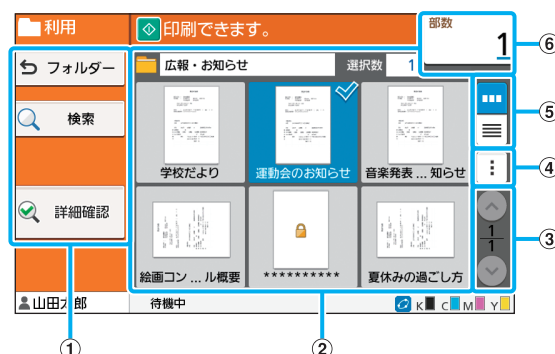 利用
印刷できます。
部数
1
フォルダー
検索
詳細確認
広報・お知らせ
選択数 1
学校だより
運動会のお知らせ
音楽発表 ... 知らせ
絵画コン ... ル概要
**********
夏休みの過ごし方
1
1
山田太郎
待機中
K C M Y
⑥
⑤
④
③
①
②